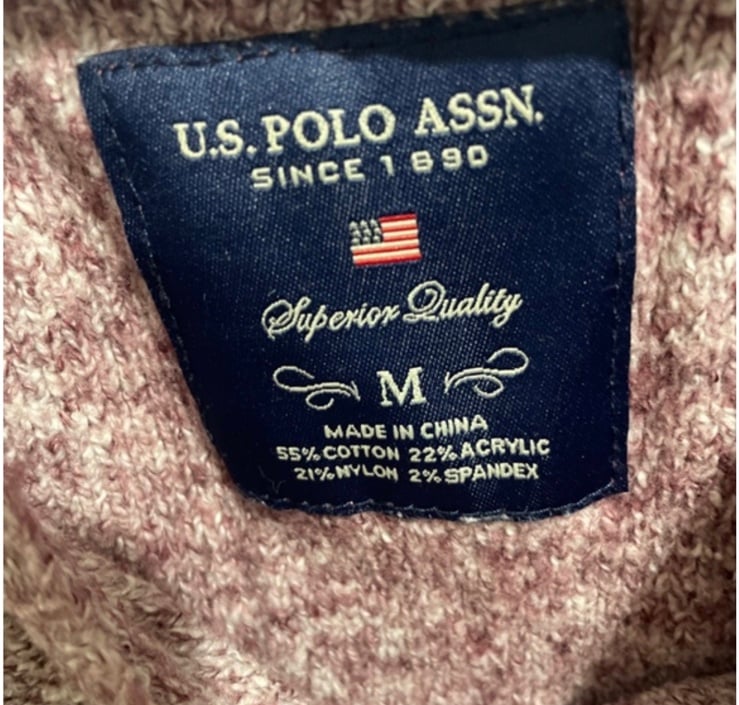 U.S. POLO ASSN.
SINCE 1890
Superior Quality
M
MADE IN CHINA
55% COTTON 22% ACRYLIC
21% NYLON 2% SPANDEX